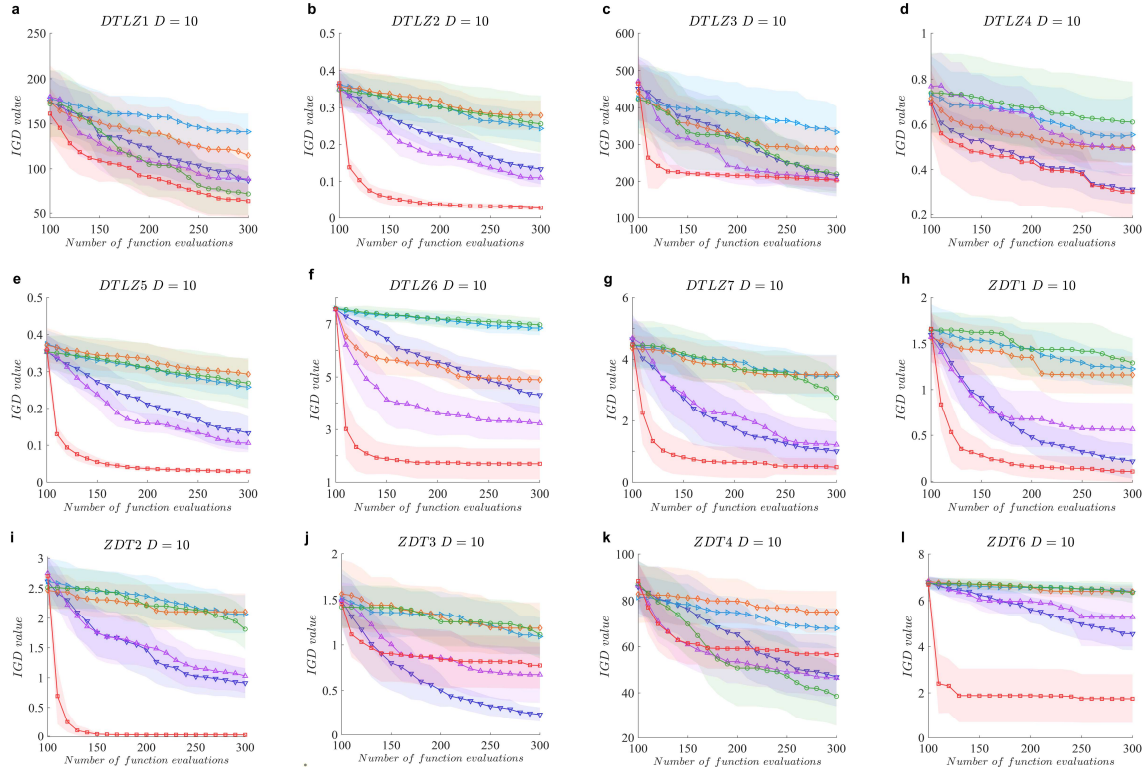 a
DTLZ1 D = 10
250
200
150
100
50
IGD value
100 150 200 250 300
Number of function evaluations
b
DTLZ2 D = 10
0.4
0.3
0.2
0.1
0
IGD value
100 150 200 250 300
Number of function evaluations
c
DTLZ3 D = 10
600
500
400
300
200
100
IGD value
100 150 200 250 300
Number of function evaluations
d
DTLZ4 D = 10
1
0.8
0.6
0.4
0.2
IGD value
100 150 200 250 300
Number of function evaluations
e
DTLZ5 D = 10
0.5
0.4
0.3
0.2
0.1
0
IGD value
100 150 200 250 300
Number of function evaluations
f
DTLZ6 D = 10
7
5
3
1
IGD value
100 150 200 250 300
Number of function evaluations
g
DTLZ7 D = 10
6
4
2
0
IGD value
100 150 200 250 300
Number of function evaluations
h
ZDT1 D = 10
2
1.5
1
0.5
0
IGD value
100 150 200 250 300
Number of function evaluations
i
ZDT2 D = 10
3
2.5
2
1.5
1
0.5
0
IGD value
100 150 200 250 300
Number of function evaluations
j
ZDT3 D = 10
2
1.5
1
0.5
0
IGD value
100 150 200 250 300
Number of function evaluations
k
ZDT4 D = 10
100
80
60
40
20
IGD value
100 150 200 250 300
Number of function evaluations
l
ZDT6 D = 10
8
6
4
2
0
IGD value
100 150 200 250 300
Number of function evaluations